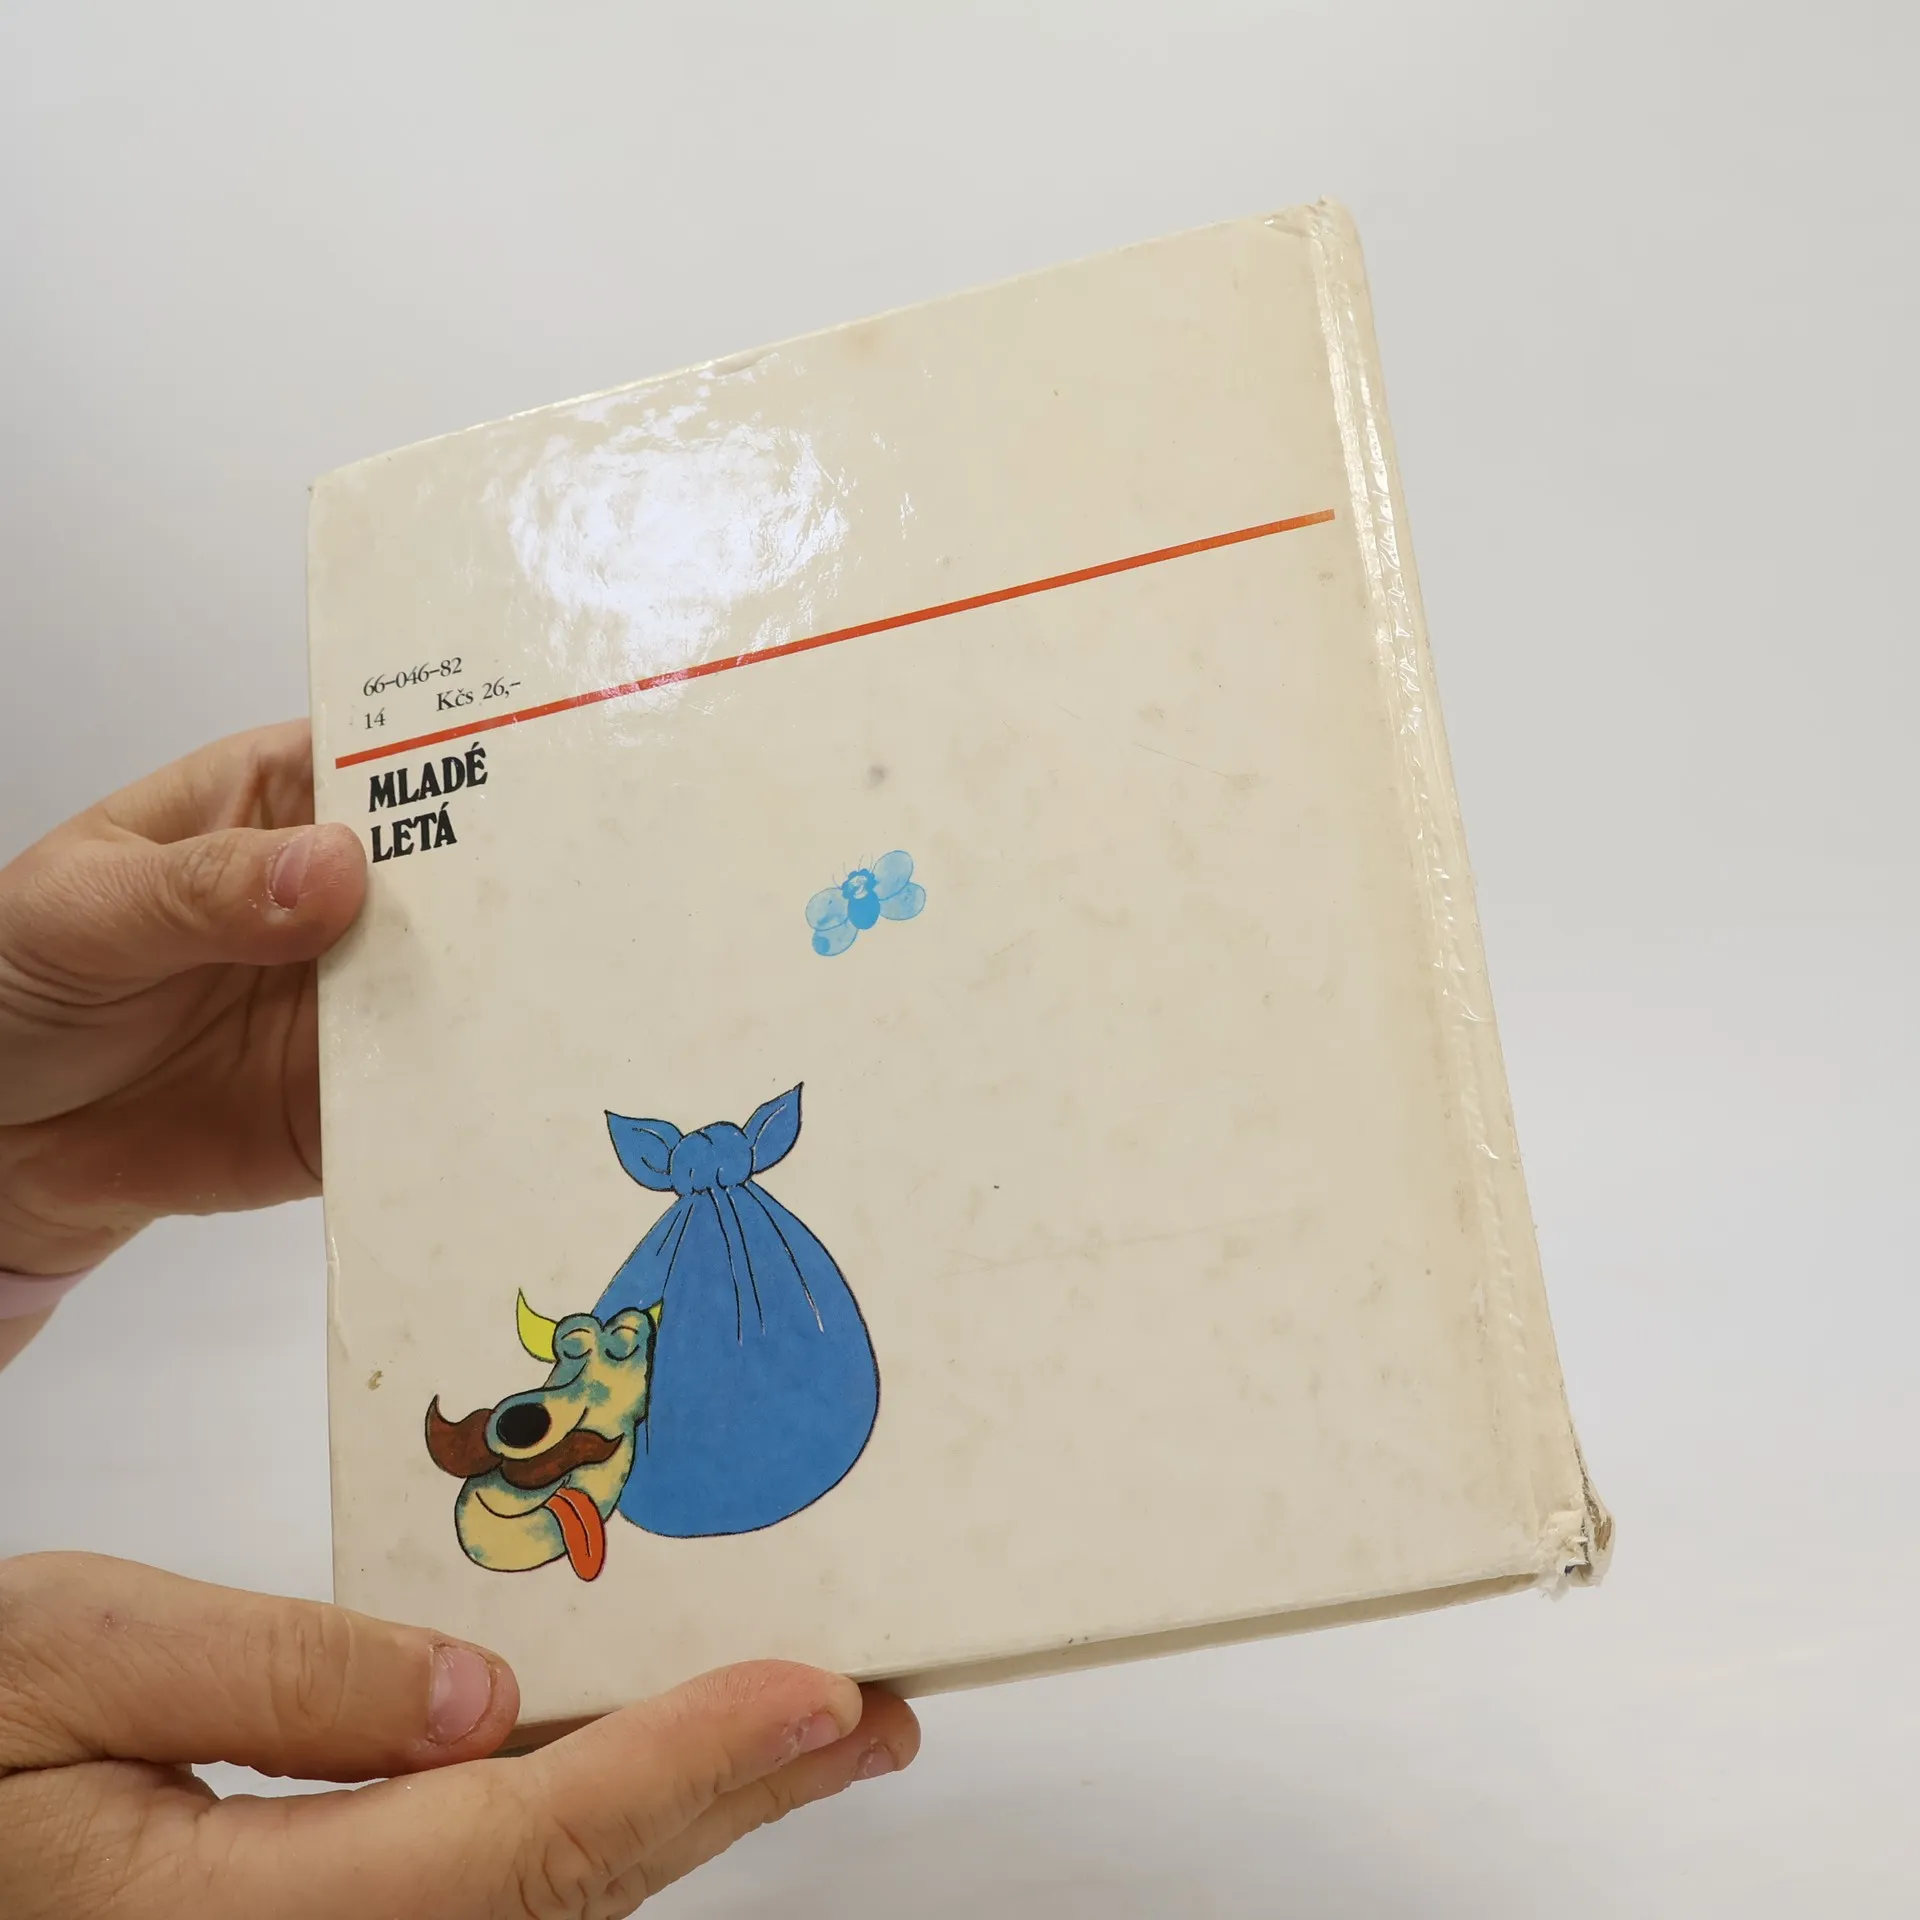 66-046-82
14 Kčs 26,-
MLADÉ
LETÁ